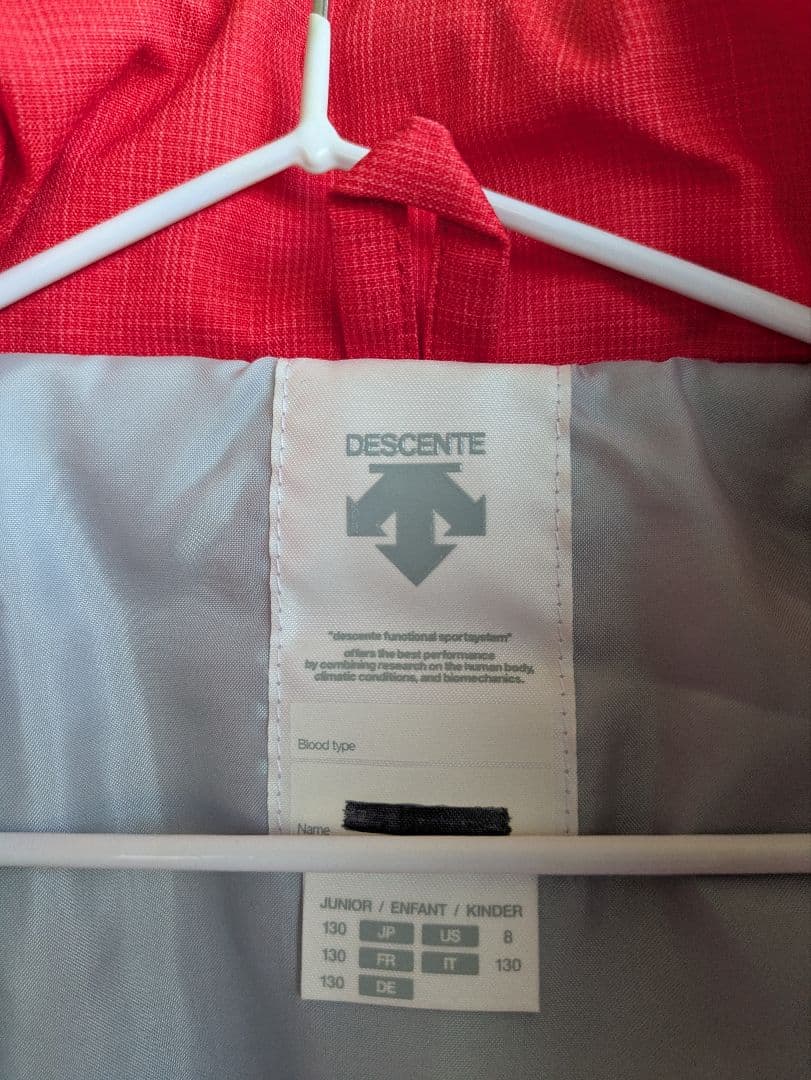 DESCENTE
"descente functional sportsystem"
offers the best performance
by combining research on the human body,
climatic conditions, and biomechanics.
Blood type
Name
JUNIOR / ENFANT / KINDER
130 JP US 8
130 FR IT 130
130 DE